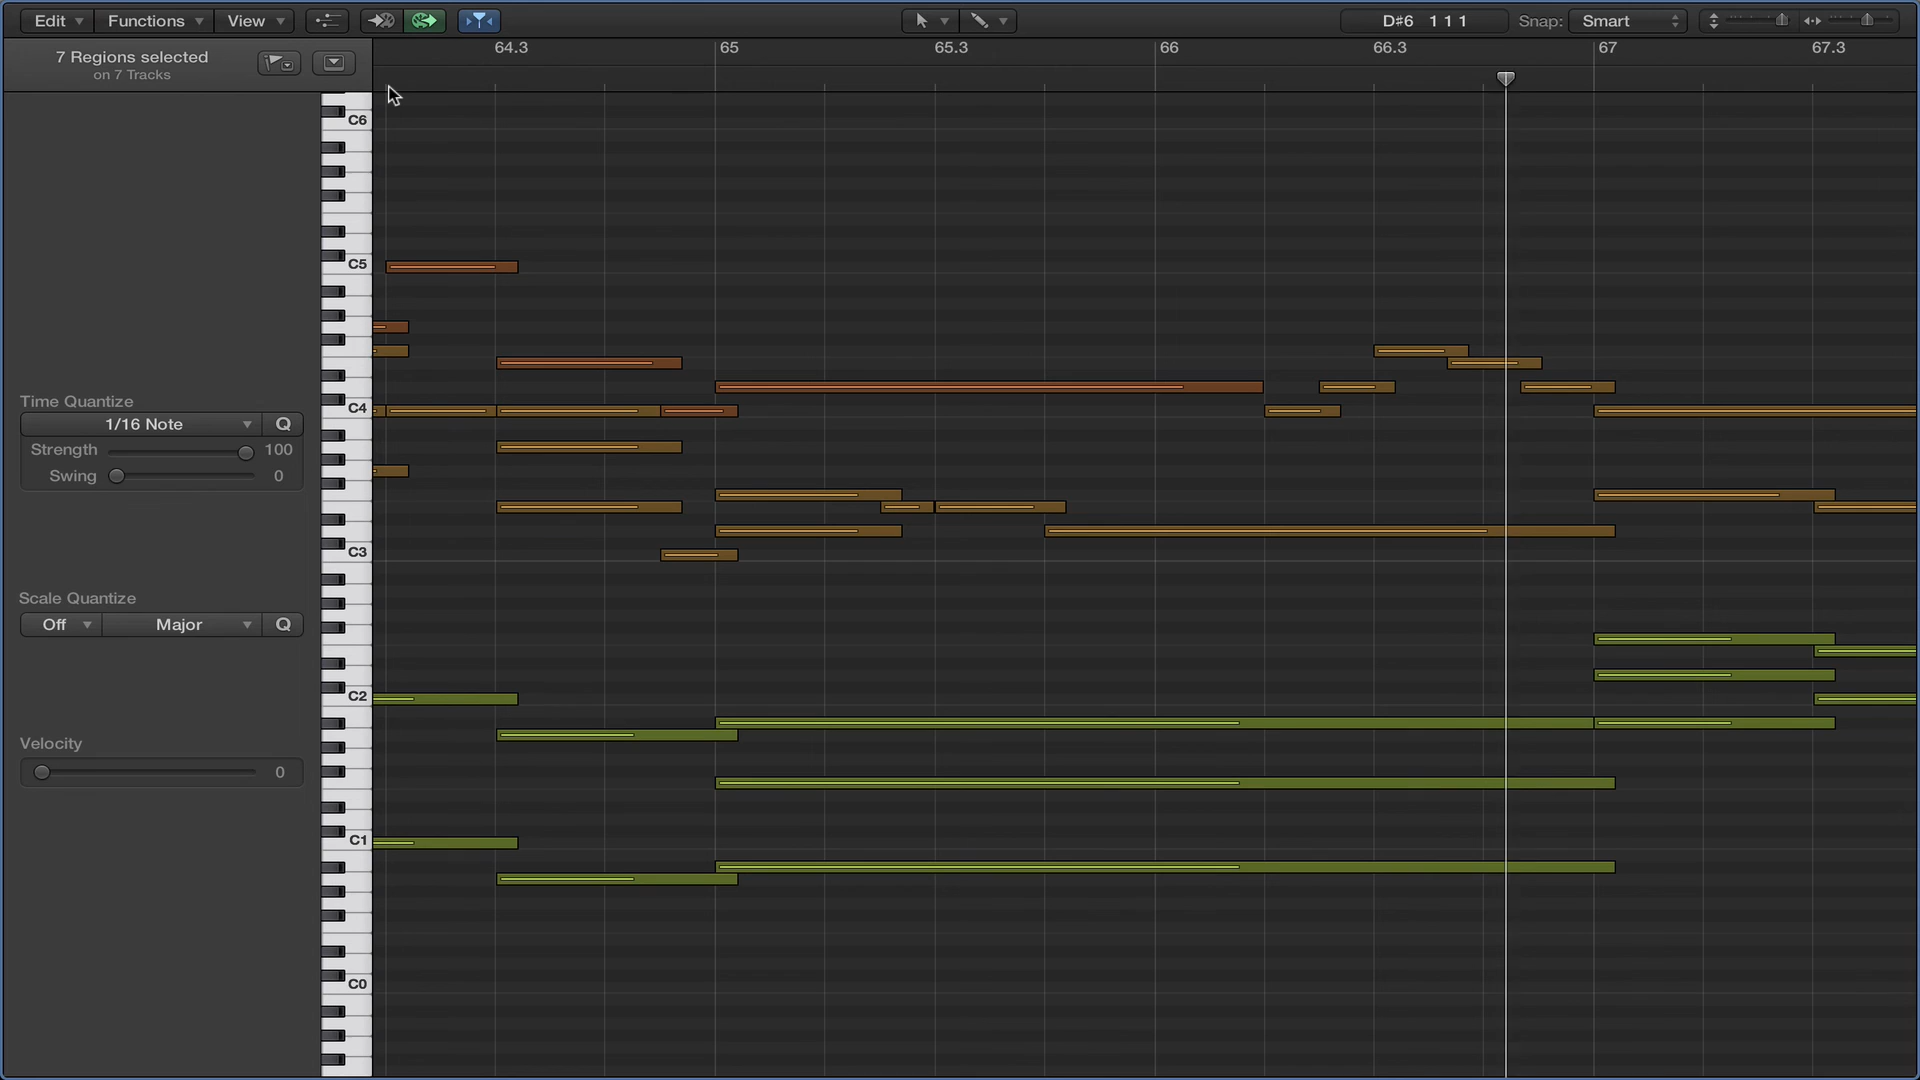 Edit Functions View D#6 1 1 1 Snap: Smart
7 Regions selected
on 7 Tracks
64.3 65 65.3 66 66.3 67 67.3
C6
C5
Time Quantize
C4
1/16 Note Q
Strength 100
Swing 0
C3
Scale Quantize
Off Major Q
C2
Velocity
0
C1
C0